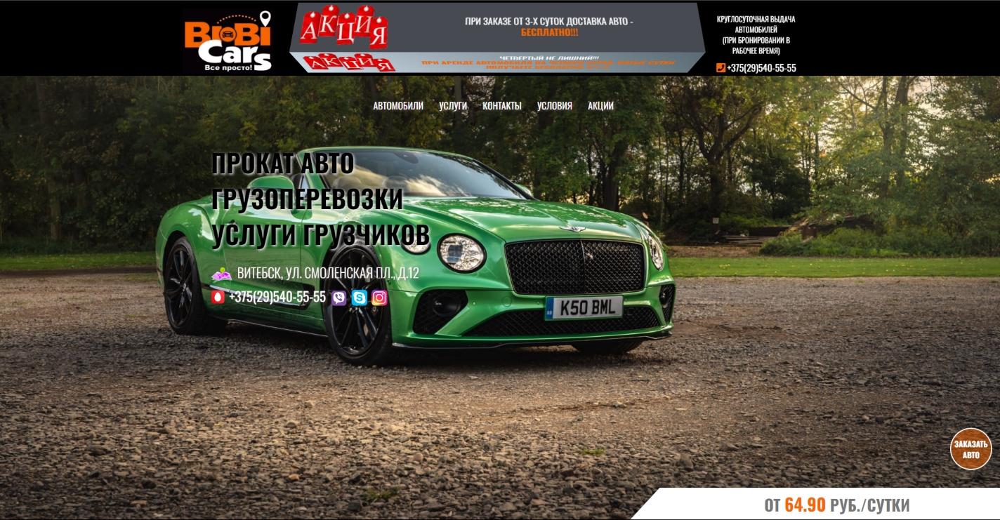 BibBi
Cars
Все просто!
АКЦИЯ
ПРИ ЗАКАЗЕ ОТ 3-Х СУТОК ДОСТАВКА АВТО -
БЕСПЛАТНО!!!
АКЦИЯ
ЧЕТВЕРТЫЙ НЕ ЛИШНИЙ!!!
ПРИ АРЕНДЕ АВТОМОБИЛЯ НА
КРУГЛОСУТОЧНАЯ ВЫДАЧА
АВТОМОБИЛЕЙ
(ПРИ БРОНИРОВАНИИ В
РАБОЧЕЕ ВРЕМЯ)
+375(29)540-55-55
АВТОМОБИЛИ УСЛУГИ КОНТАКТЫ УСЛОВИЯ АКЦИИ
ПРОКАТ АВТО
ГРУЗОПЕРЕВОЗКИ
УСЛУГИ ГРУЗЧИКОВ
ВИТЕБСК, УЛ. СМОЛЕНСКАЯ ПЛ., Д.12
+375(29)540-55-55
K50 BML
ЗАКАЗАТЬ
АВТО
ОТ 64.90 РУБ./СУТКИ